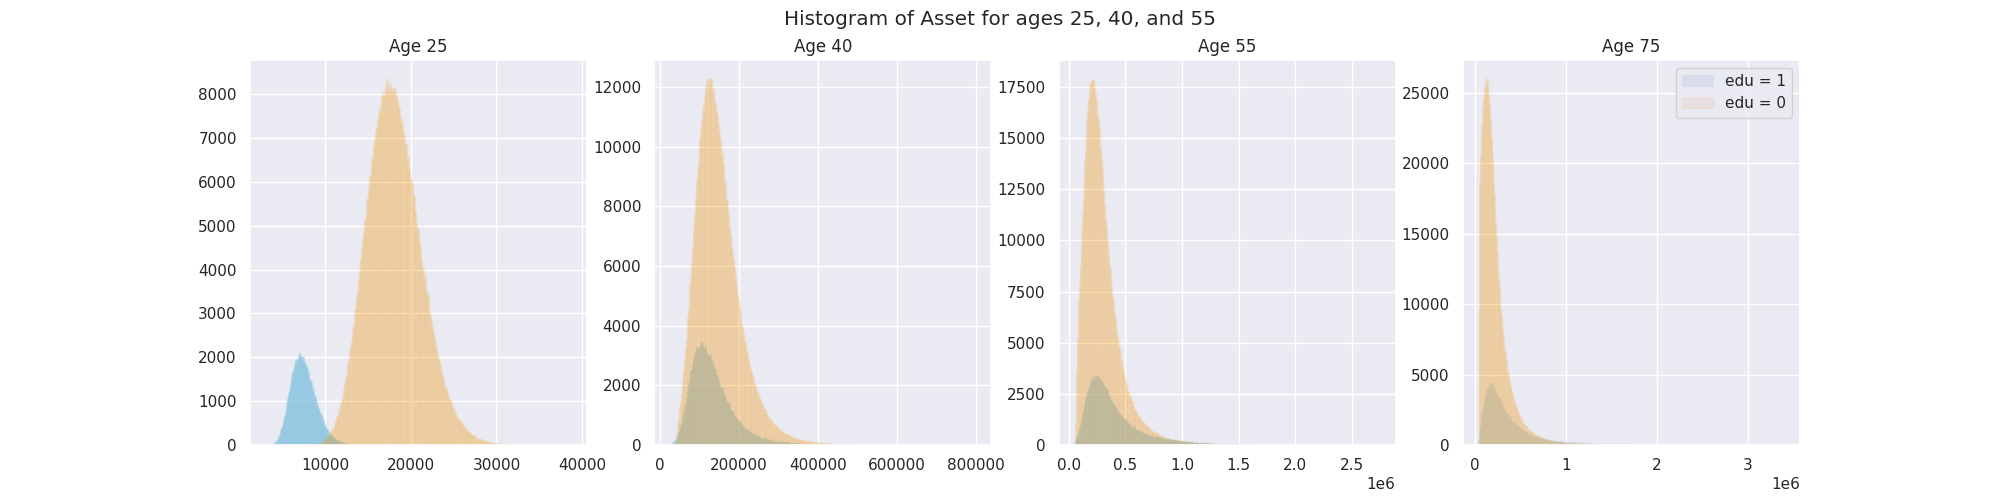 Histogram of Asset for ages 25, 40, and 55
Age 25
8000
7000
6000
5000
4000
3000
2000
1000
0
10000 20000 30000 40000
Age 40
12000
10000
8000
6000
4000
2000
0
0 200000 400000 600000 800000
Age 55
17500
15000
12500
10000
7500
5000
2500
0
0.0 0.5 1.0 1.5 2.0 2.5
1e6
Age 75
edu = 1
edu = 0
25000
20000
15000
10000
5000
0
0 1 2 3
1e6